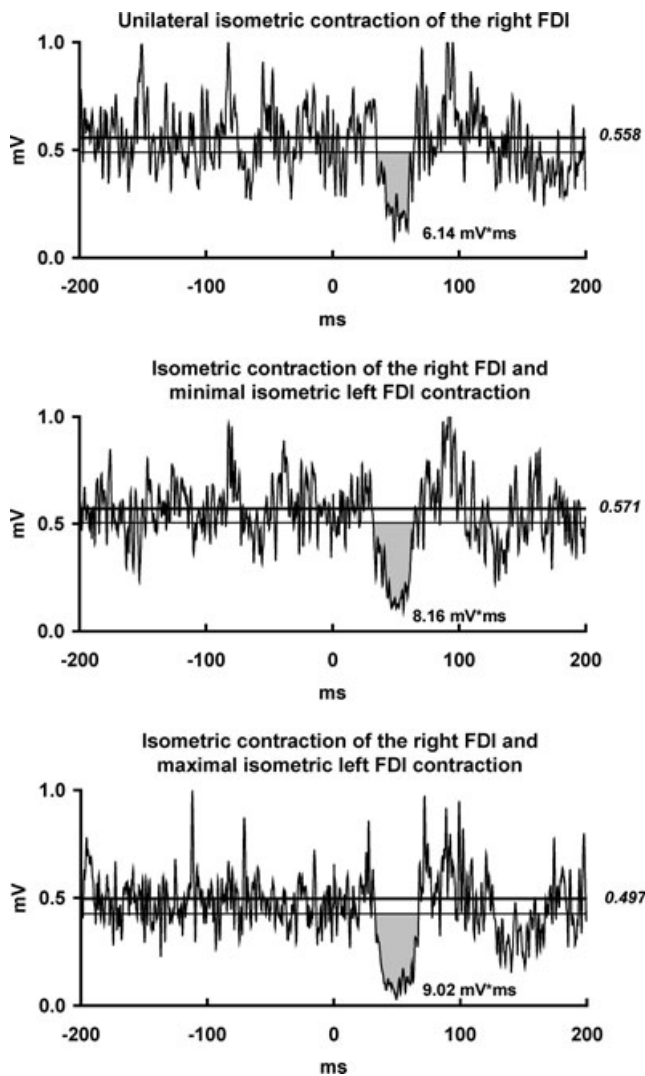 Unilateral isometric contraction of the right FDI
1.0
mV
0.5
0.558
6.14 mV*ms
0.0
-200 -100 0 100 200
ms
Isometric contraction of the right FDI and
minimal isometric left FDI contraction
1.0
mV
0.5
0.571
8.16 mV*ms
0.0
-200 -100 0 100 200
ms
Isometric contraction of the right FDI and
maximal isometric left FDI contraction
1.0
mV
0.5
0.497
9.02 mV*ms
0.0
-200 -100 0 100 200
ms